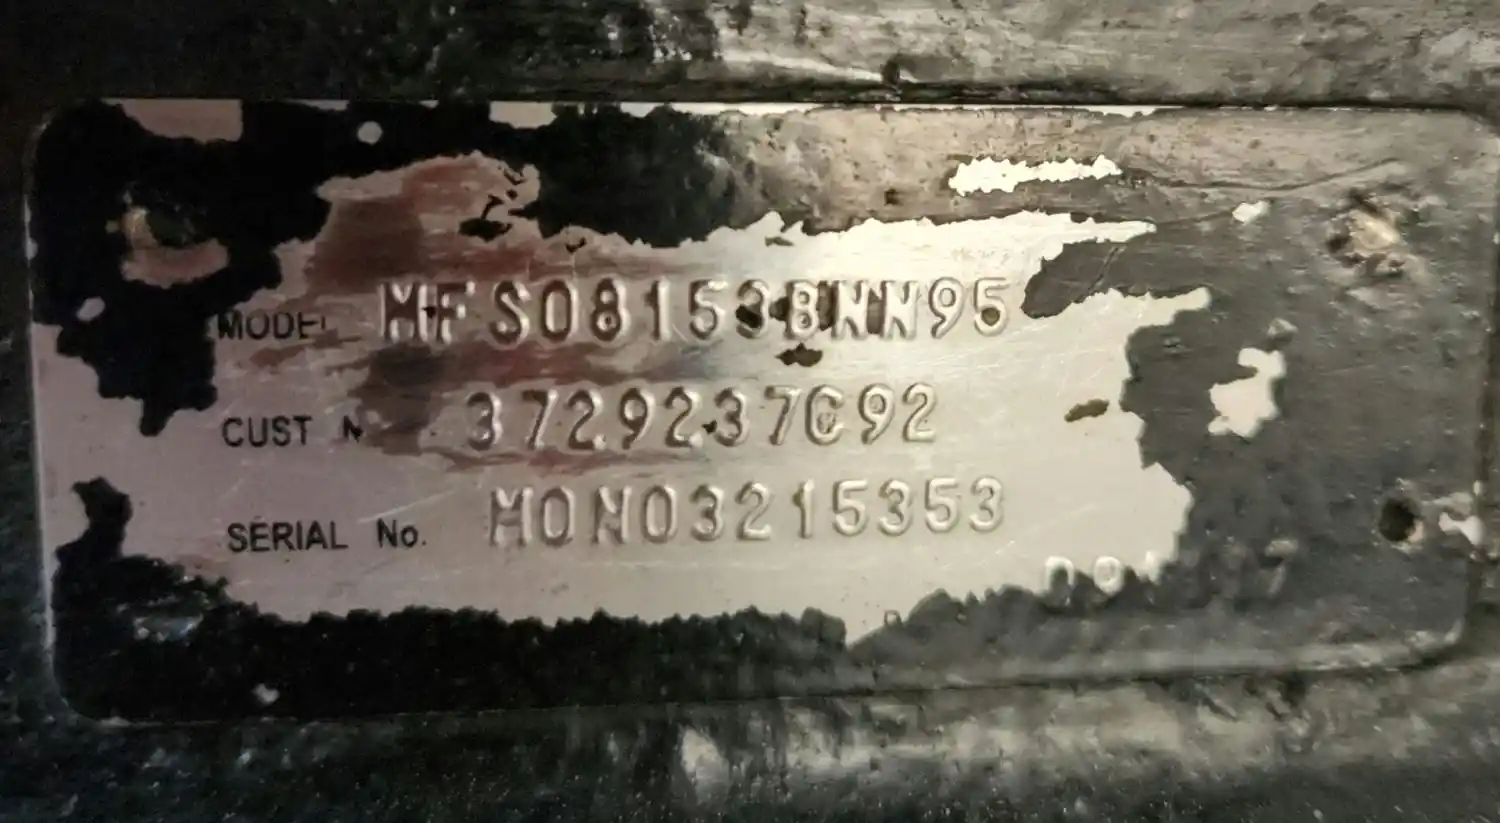 MODEL MFS08153BNN95
CUST N 3729237C92
SERIAL No. MON03215353